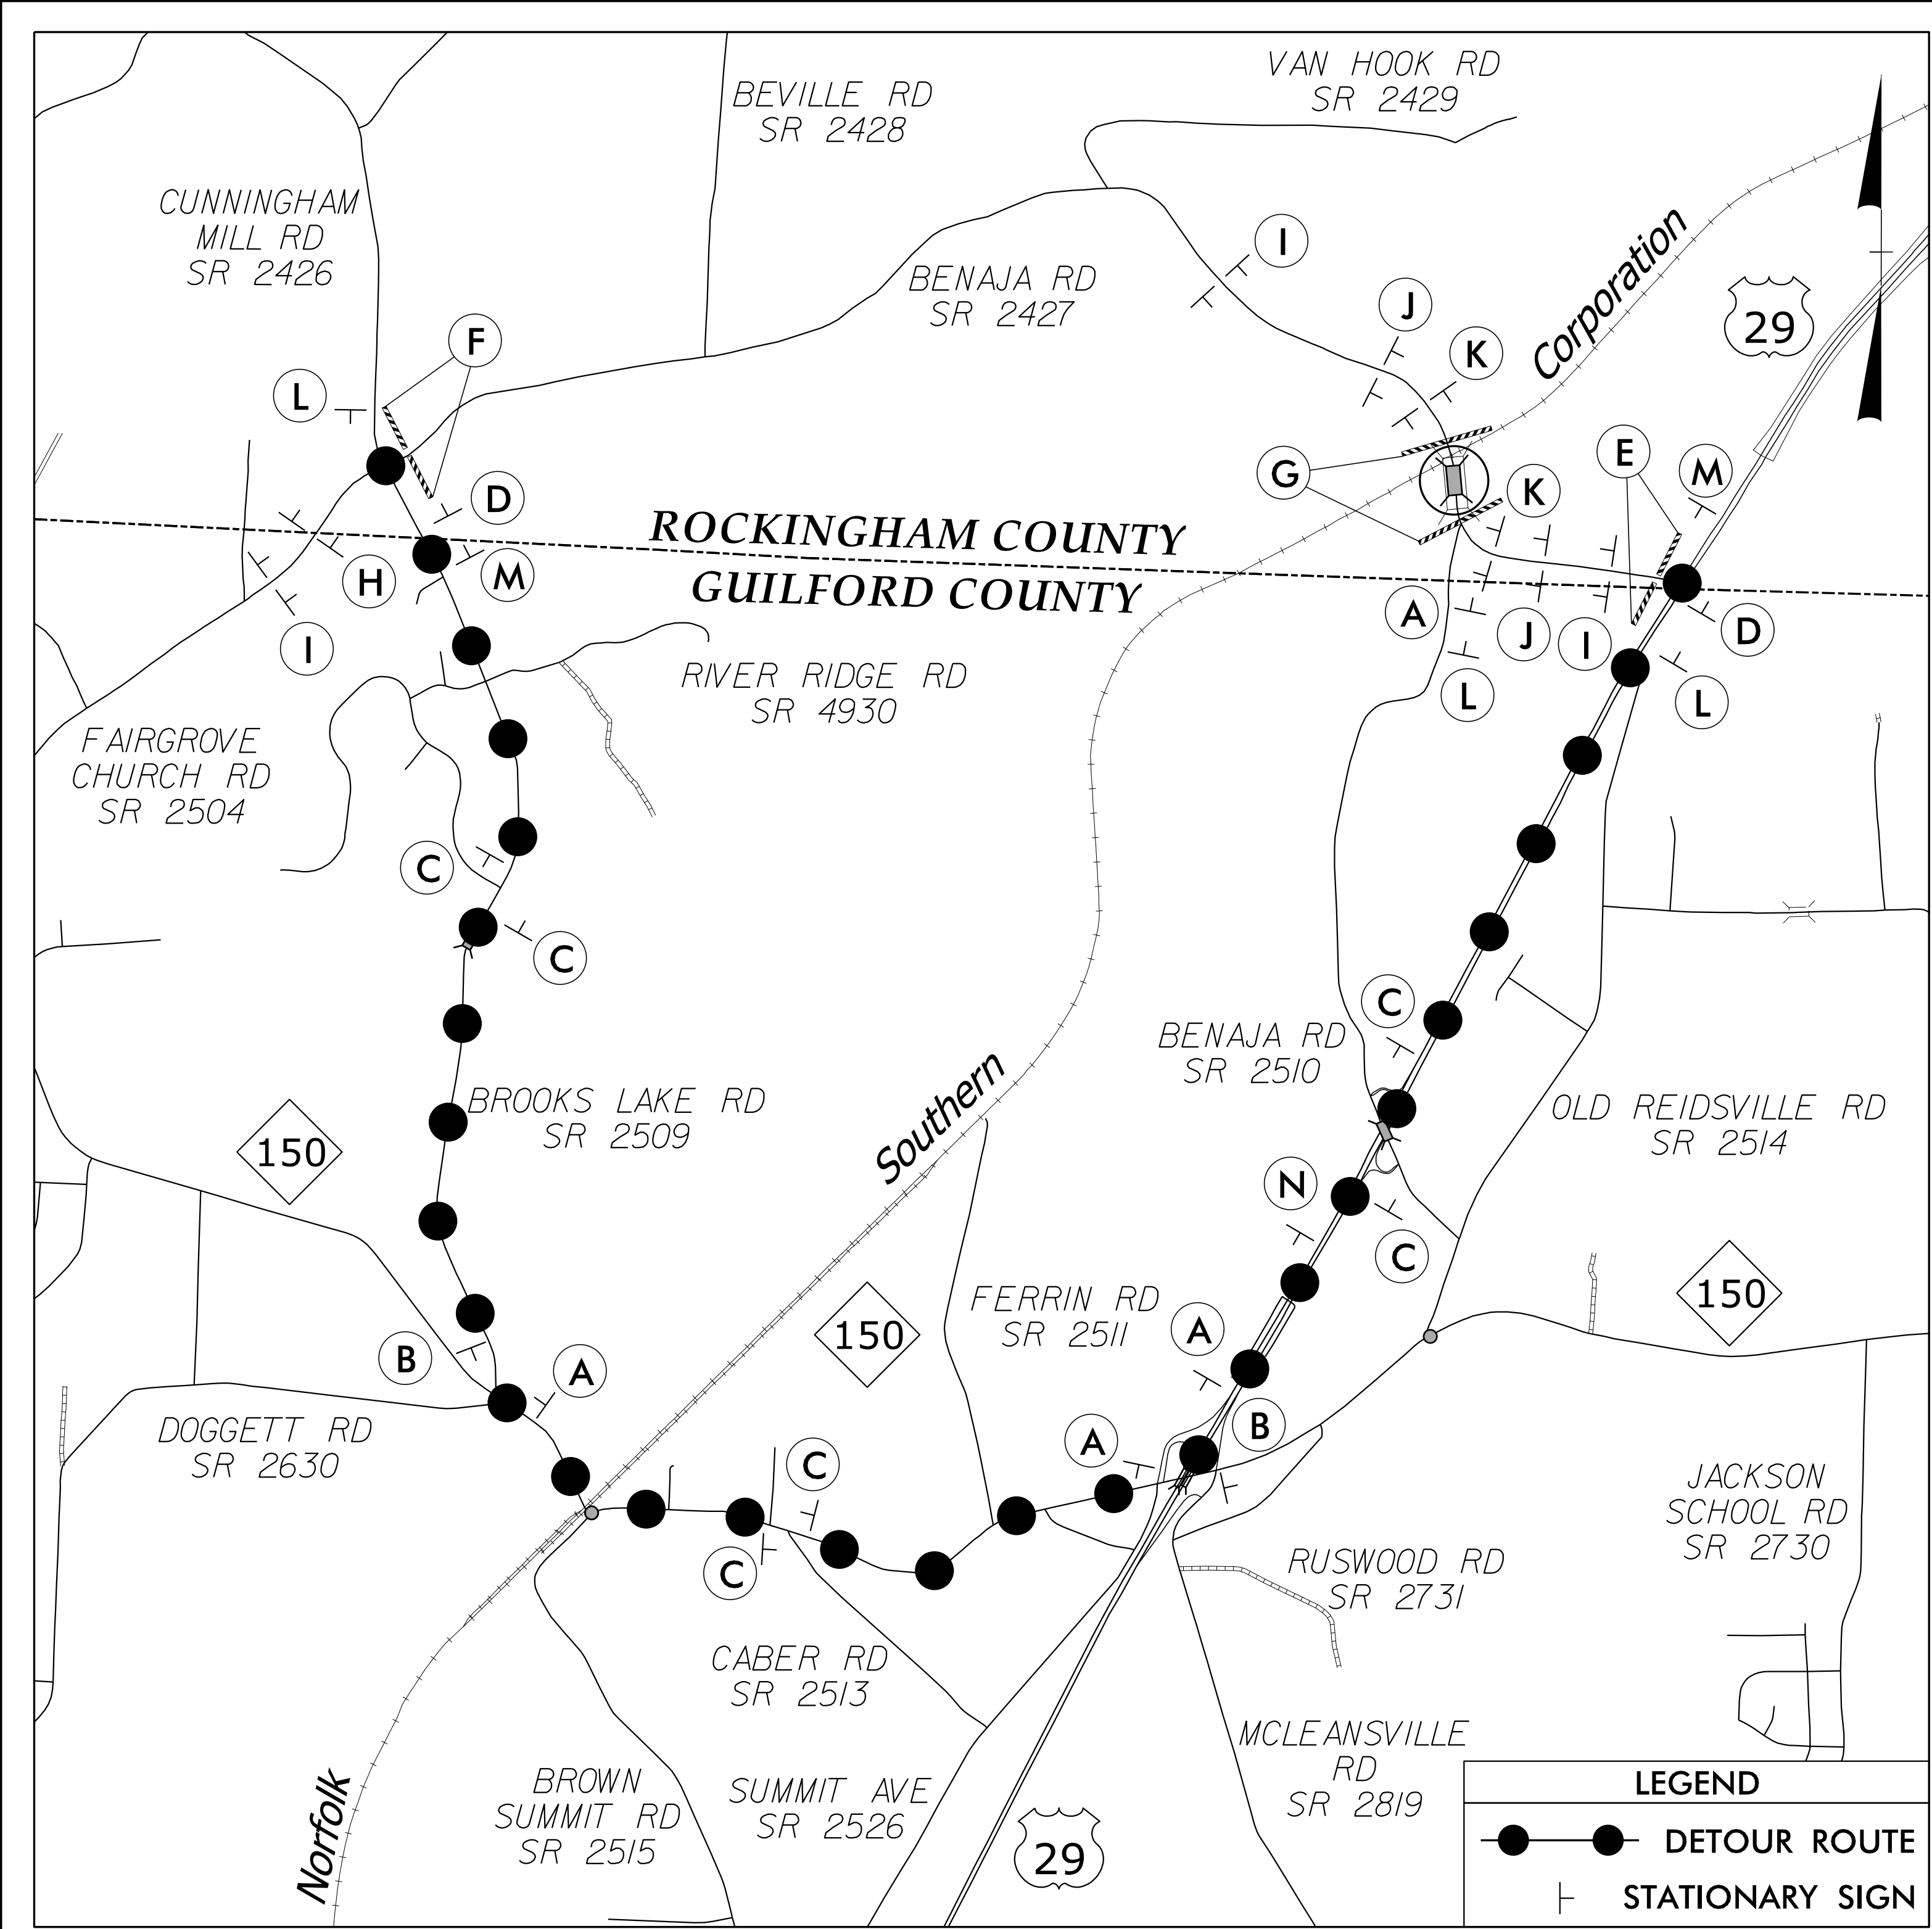 VAN HOOK RD
SR 2429
BEVILLE RD
SR 2428
CUNNINGHAM
MILL RD
SR 2426
I
BENAJA RD
SR 2427
J
K
Corporation
29
F
L
D
G
K
E
M
ROCKINGHAM COUNTY
GUILFORD COUNTY
H
M
I
A
J
I
D
L
L
RIVER RIDGE RD
SR 4930
FAIRGROVE
CHURCH RD
SR 2504
C
C
C
BENAJA RD
SR 2510
Southern
BROOKS LAKE RD
SR 2509
150
OLD REIDSVILLE RD
SR 2514
N
C
150
150
FERRIN RD
SR 2511
A
B
A
B
A
DOGGETT RD
SR 2630
C
C
JACKSON
SCHOOL RD
SR 2730
RUSWOOD RD
SR 2731
CABER RD
SR 2513
MCLEANSVILLE
RD
SR 2819
BROWN
SUMMIT RD
SR 2515
SUMMIT AVE
SR 2526
Norfolk
29
LEGEND
DETOUR ROUTE
STATIONARY SIGN